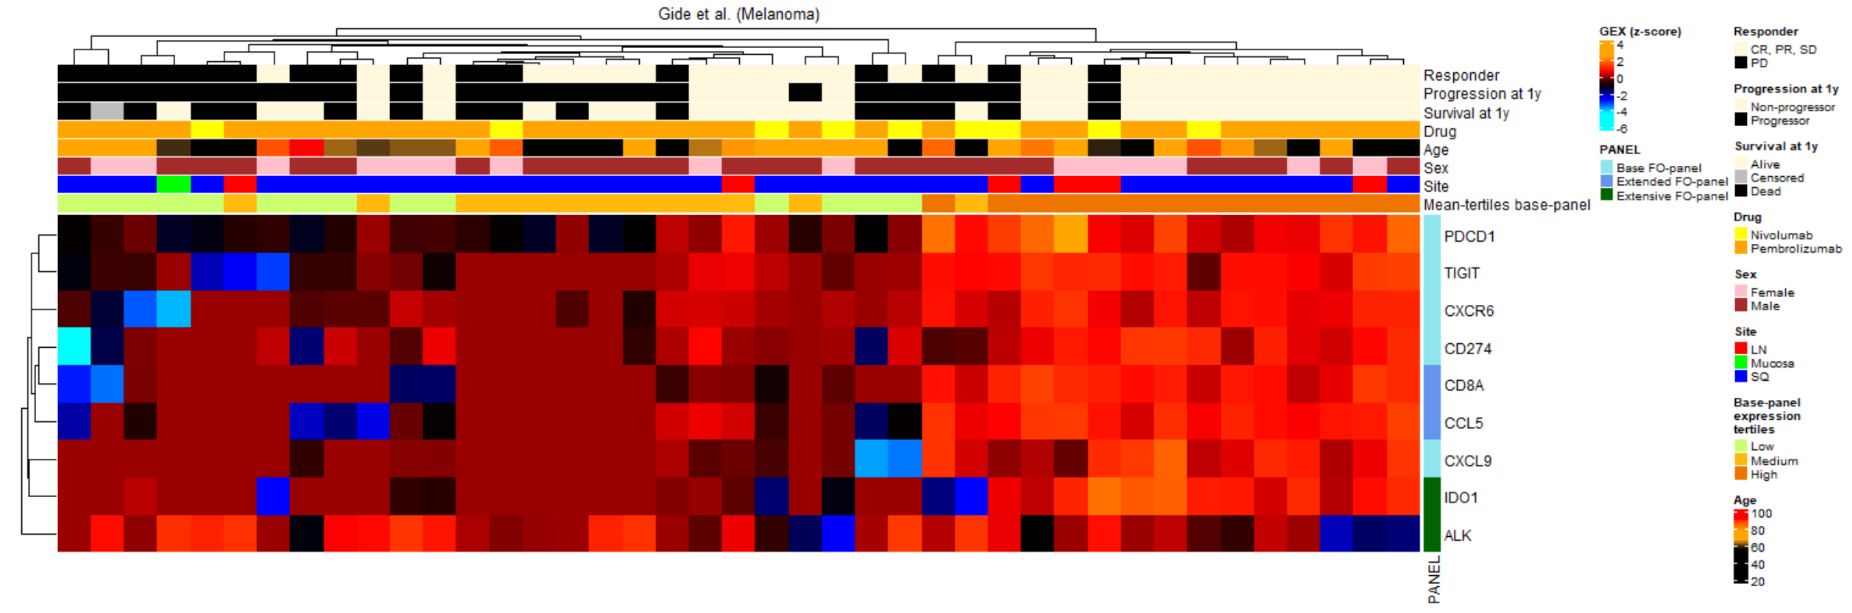 Gide et al. (Melanoma)
Responder
Progression at 1y
Survival at 1y
Drug
Age
Sex
Site
Mean-tertiles base-panel
PDCD1
TIGIT
CXCR6
CD274
CD8A
CCL5
CXCL9
IDO1
ALK
PANEL
GEX (z-score)
4
2
0
-2
-4
-6
PANEL
Base FO-panel
Extended FO-panel
Extensive FO-panel
Responder
CR, PR, SD
PD
Progression at 1y
Non-progressor
Progressor
Survival at 1y
Alive
Censored
Dead
Drug
Nivolumab
Pembrolizumab
Sex
Female
Male
Site
LN
Mucosa
SQ
Base-panel
expression
tertiles
Low
Medium
High
Age
100
80
60
40
20